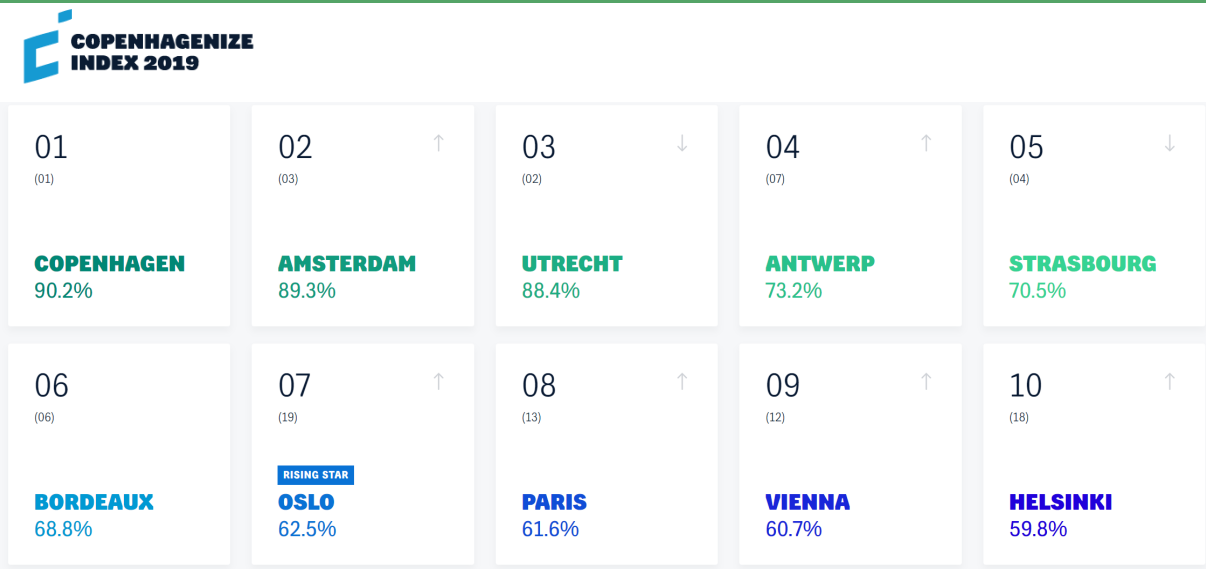 COPENHAGENIZE
INDEX 2019
01
(01)
COPENHAGEN
90.2%
02
(03)
AMSTERDAM
89.3%
03
(02)
UTRECHT
88.4%
04
(07)
ANTWERP
73.2%
05
(04)
STRASBOURG
70.5%
06
(06)
BORDEAUX
68.8%
07
(19)
RISING STAR
OSLO
62.5%
08
(13)
PARIS
61.6%
09
(12)
VIENNA
60.7%
10
(18)
HELSINKI
59.8%